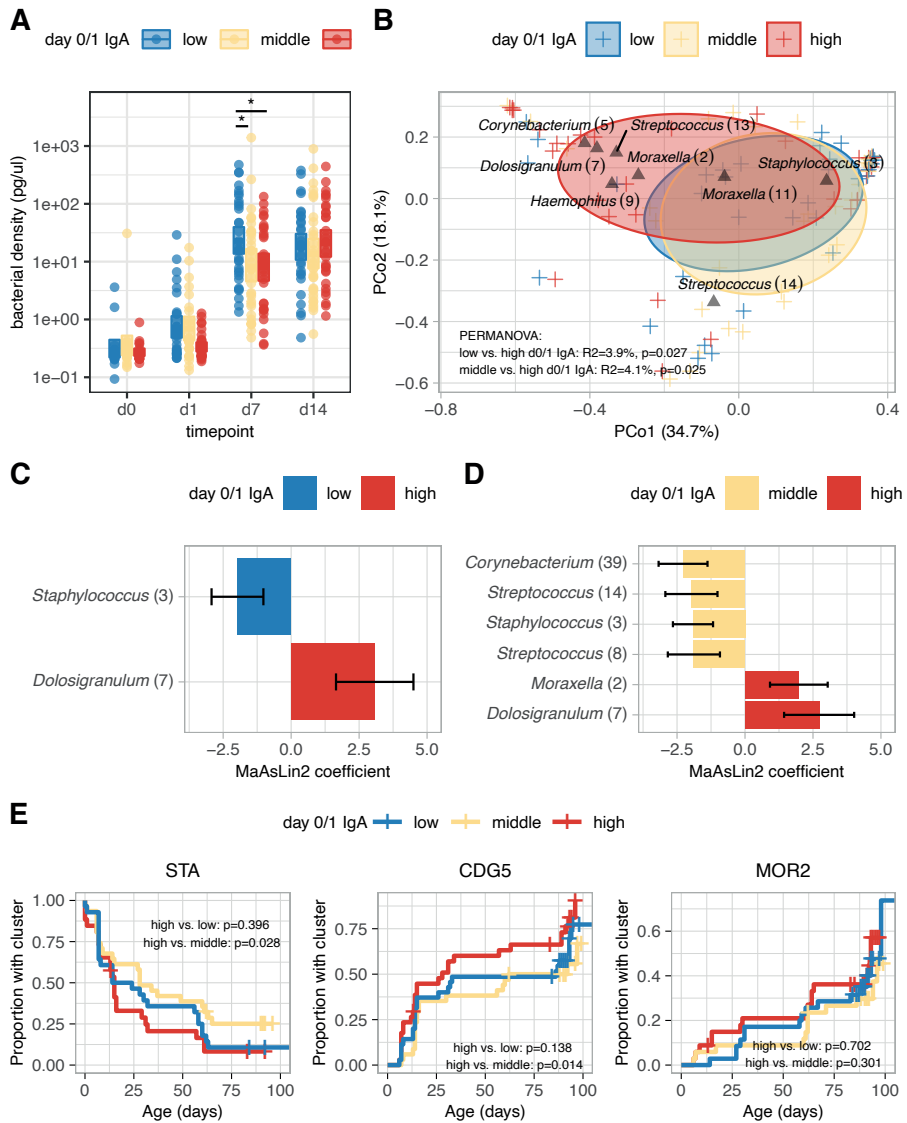 A
day 0/1 IgA low middle
*
*
1e+03
1e+02
1e+01
1e+00
1e−01
bacterial density (pg/ul)
d0 d1 d7 d14
timepoint
B
day 0/1 IgA low middle high
0.2
0.0
−0.2
−0.4
−0.6
PCo2 (18.1%)
Corynebacterium (5) Streptococcus (13)
Dolosigranulum (7) Moraxella (2) Staphylococcus (3)
Haemophilus (9) Moraxella (11)
Streptococcus (14)
PERMANOVA:
low vs. high d0/1 IgA: R2=3.9%, p=0.027
middle vs. high d0/1 IgA: R2=4.1%, p=0.025
−0.8 −0.4 0.0 0.4
PCo1 (34.7%)
C
day 0/1 IgA low high
Staphylococcus (3)
Dolosigranulum (7)
−2.5 0.0 2.5 5.0
MaAsLin2 coefficient
D
day 0/1 IgA middle high
Corynebacterium (39)
Streptococcus (14)
Staphylococcus (3)
Streptococcus (8)
Moraxella (2)
Dolosigranulum (7)
−2.5 0.0 2.5 5.0
MaAsLin2 coefficient
E
day 0/1 IgA low middle high
STA
1.00
0.75
0.50
0.25
0.00
Proportion with cluster
high vs. low: p=0.396
high vs. middle: p=0.028
0 25 50 75 100
Age (days)
CDG5
1.00
0.75
0.50
0.25
0.00
Proportion with cluster
high vs. low: p=0.138
high vs. middle: p=0.014
0 25 50 75 100
Age (days)
MOR2
0.6
0.4
0.2
0.0
Proportion with cluster
high vs. low: p=0.702
high vs. middle: p=0.301
0 25 50 75 100
Age (days)